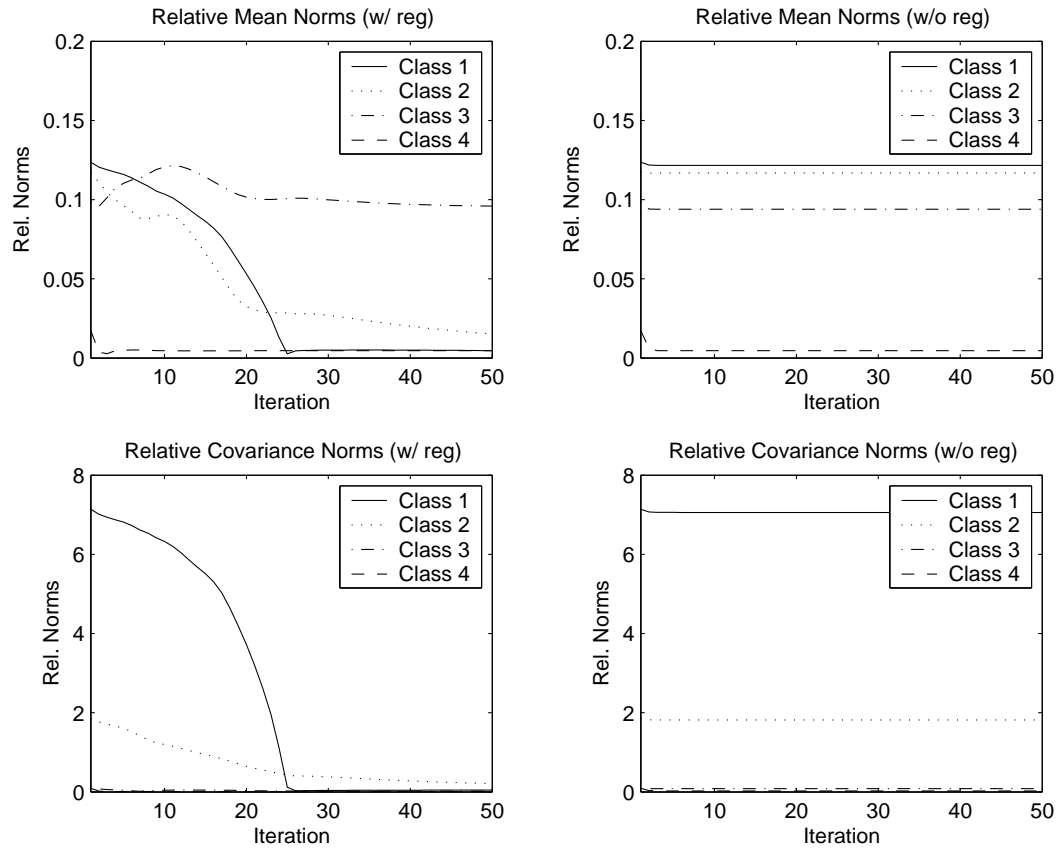 Relative Mean Norms (w/ reg)
0.2
0.15
0.1
0.05
0
Rel. Norms
Class 1
Class 2
Class 3
Class 4
10
20
30
40
50
Iteration
Relative Mean Norms (w/o reg)
0.2
0.15
0.1
0.05
0
Rel. Norms
Class 1
Class 2
Class 3
Class 4
10
20
30
40
50
Iteration
Relative Covariance Norms (w/ reg)
8
6
4
2
0
Rel. Norms
Class 1
Class 2
Class 3
Class 4
10
20
30
40
50
Iteration
Relative Covariance Norms (w/o reg)
8
6
4
2
0
Rel. Norms
Class 1
Class 2
Class 3
Class 4
10
20
30
40
50
Iteration